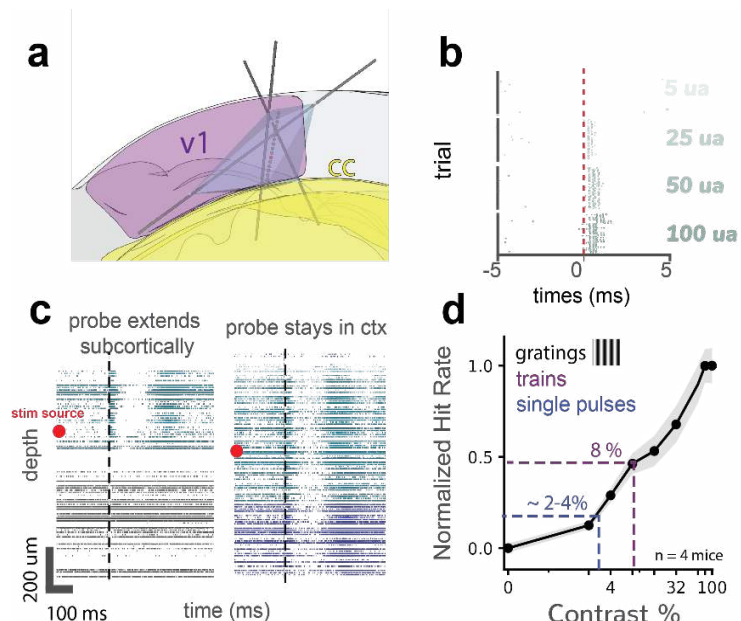 a
v1
cc
b
trial
5 ua
25 ua
50 ua
100 ua
-5
0
5
times (ms)
c
probe extends
subcortically
probe stays in ctx
stim source
depth
200 um
100 ms
time (ms)
d
gratings
trains
single pulses
Normalized Hit Rate
1.0
0.5
0.0
8 %
~ 2-4%
n = 4 mice
0
4
32
100
Contrast %